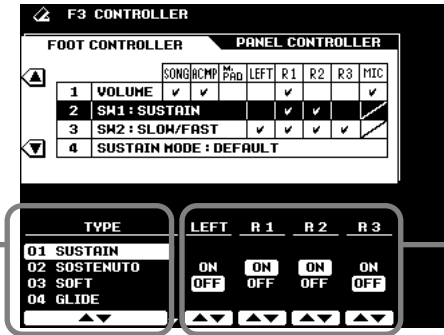 F3 CONTROLLER
FOOT CONTROLLER PANEL CONTROLLER
SONG ACMP M.PAD LEFT R1 R2 R3 MIC
1 VOLUME ✔ ✔ ✔ ✔
2 SW1 : SUSTAIN ✔ ✔
3 SW2 : SLOW/FAST ✔ ✔ ✔ ✔
4 SUSTAIN MODE : DEFAULT
TYPE LEFT R 1 R 2 R 3
01 SUSTAIN
02 SOSTENUTO ON ON ON ON
03 SOFT OFF OFF OFF OFF
04 GLIDE